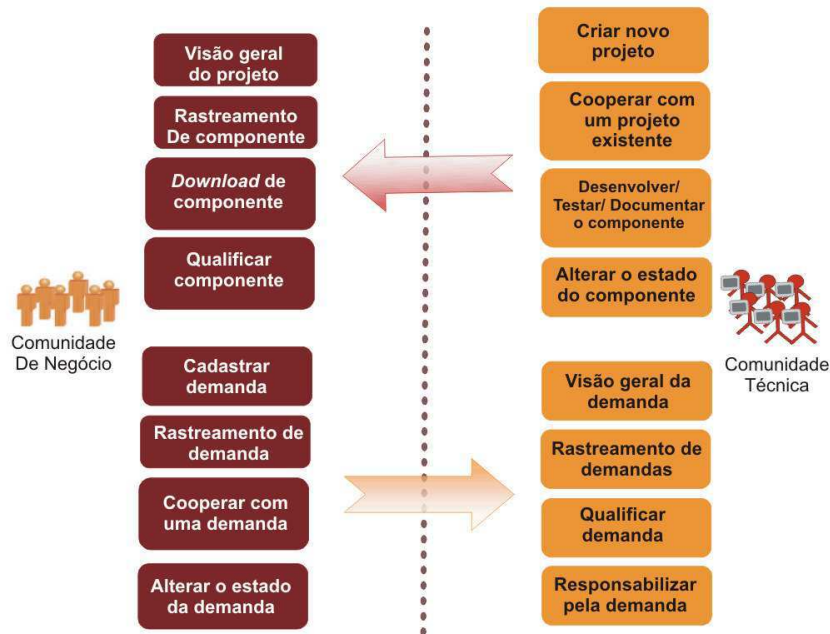 Visão geral
do projeto
Rastreamento
De componente
Download de
componente
Qualificar
componente
Comunidade
De Negócio
Cadastrar
demanda
Rastreamento de
demanda
Cooperar com
uma demanda
Alterar o estado
da demanda
Criar novo
projeto
Cooperar com
um projeto
existente
Desenvolver/
Testar/ Documentar
o componente
Alterar o estado
do componente
Comunidade
Técnica
Visão geral da
demanda
Rastreamento de
demandas
Qualificar
demanda
Responsabilizar
pela demanda